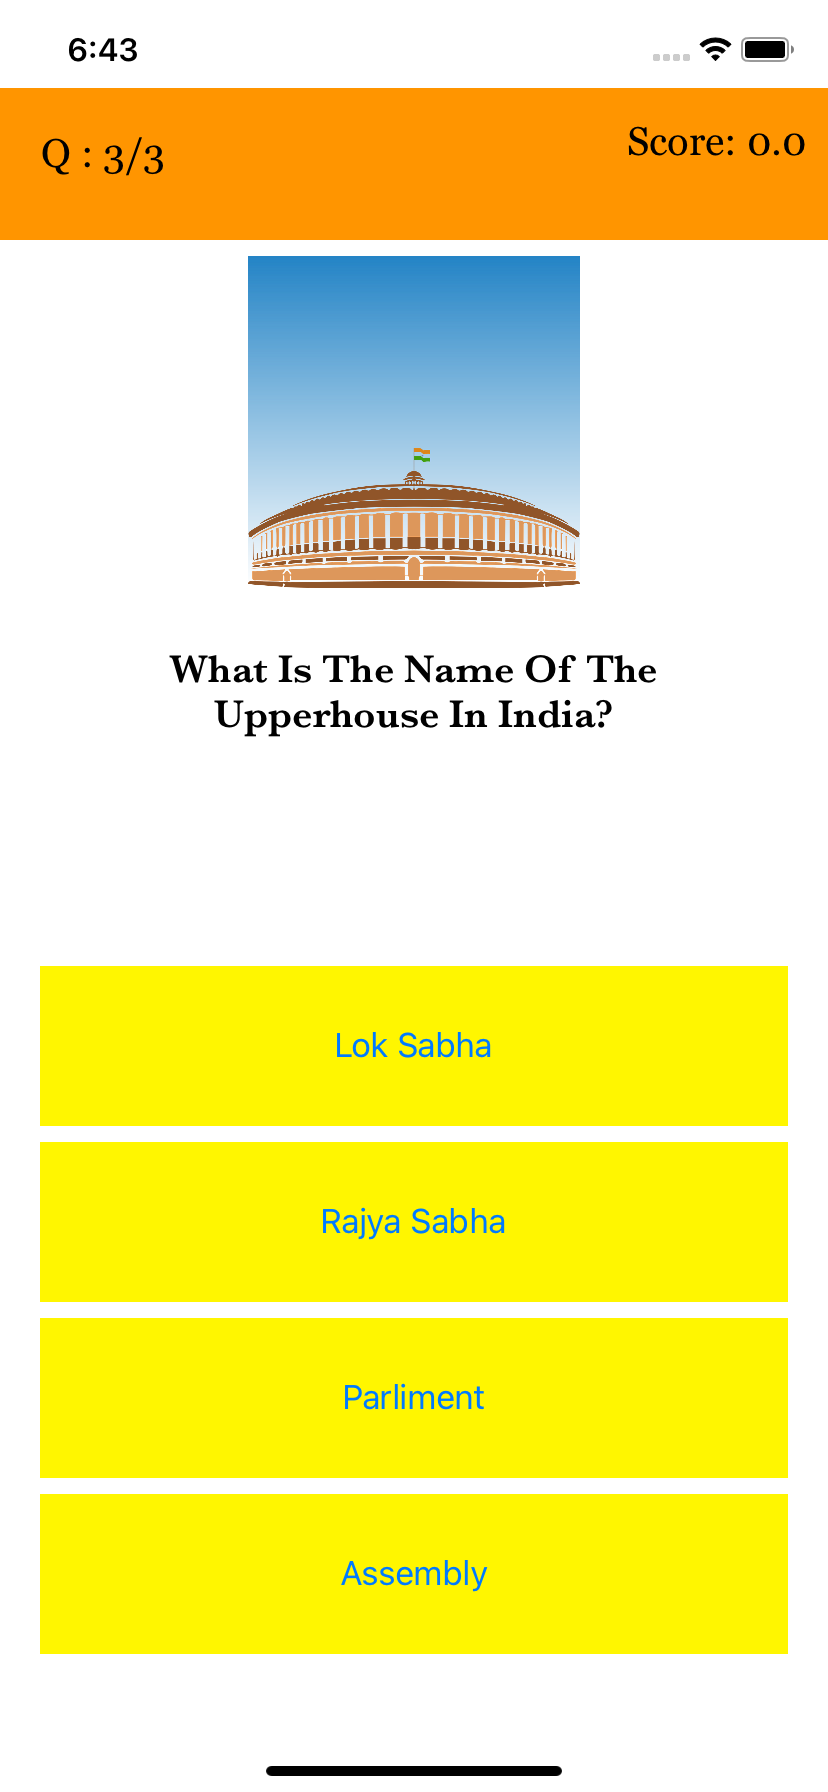 6:43
Q : 3/3
Score: 0.0
What Is The Name Of The
Upperhouse In India?
Lok Sabha
Rajya Sabha
Parliment
Assembly